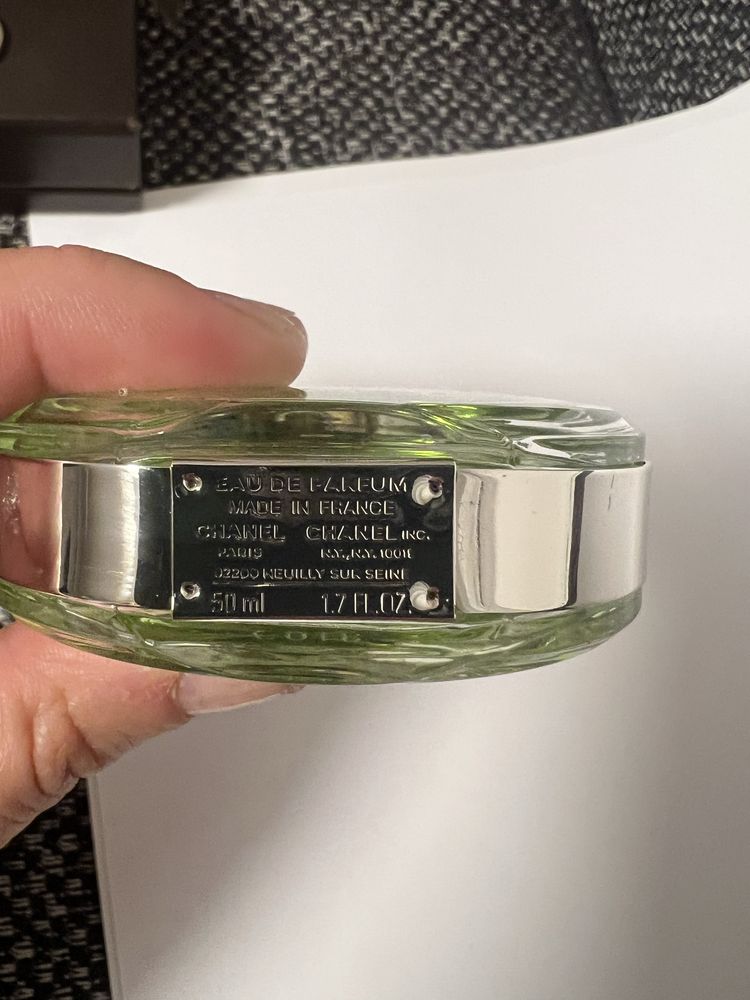 EAU DE PARFUM
MADE IN FRANCE
CHANEL CHANEL INC.
PARIS N.Y., N.Y. 10019
92200 NEUILLY SUR SEINE
50 ml 1.7 FL.OZ.